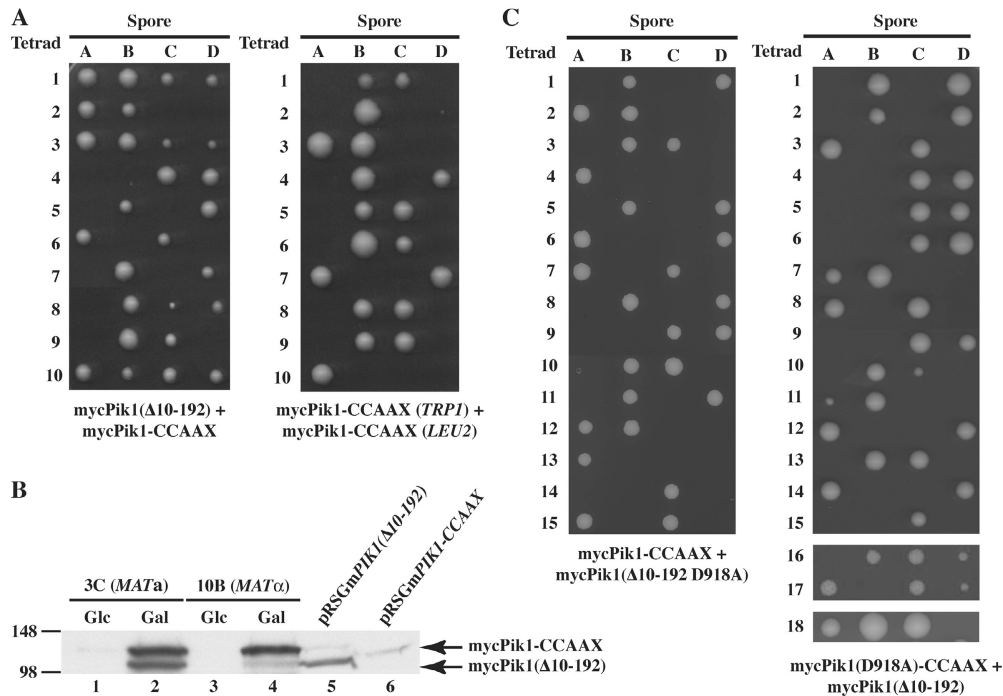 A
Spore
Tetrad A B C D
1
2
3
4
5
6
7
8
9
10
mycPik1(Δ10-192) +
mycPik1-CCAAX
Spore
A B C D
1
2
3
4
5
6
7
8
9
10
mycPik1-CCAAX (TRP1) +
mycPik1-CCAAX (LEU2)
B
3C (MATa) 10B (MATα)
Glc Gal Glc Gal
pRSGmPIK1(Δ10-192)
pRSGmPIK1-CCAAX
148
98
mycPik1-CCAAX
mycPik1(Δ10-192)
1 2 3 4 5 6
C
Spore
Tetrad A B C D
1
2
3
4
5
6
7
8
9
10
11
12
13
14
15
mycPik1-CCAAX +
mycPik1(Δ10-192 D918A)
Spore
A B C D
1
2
3
4
5
6
7
8
9
10
11
12
13
14
15
16
17
18
mycPik1(D918A)-CCAAX +
mycPik1(Δ10-192)